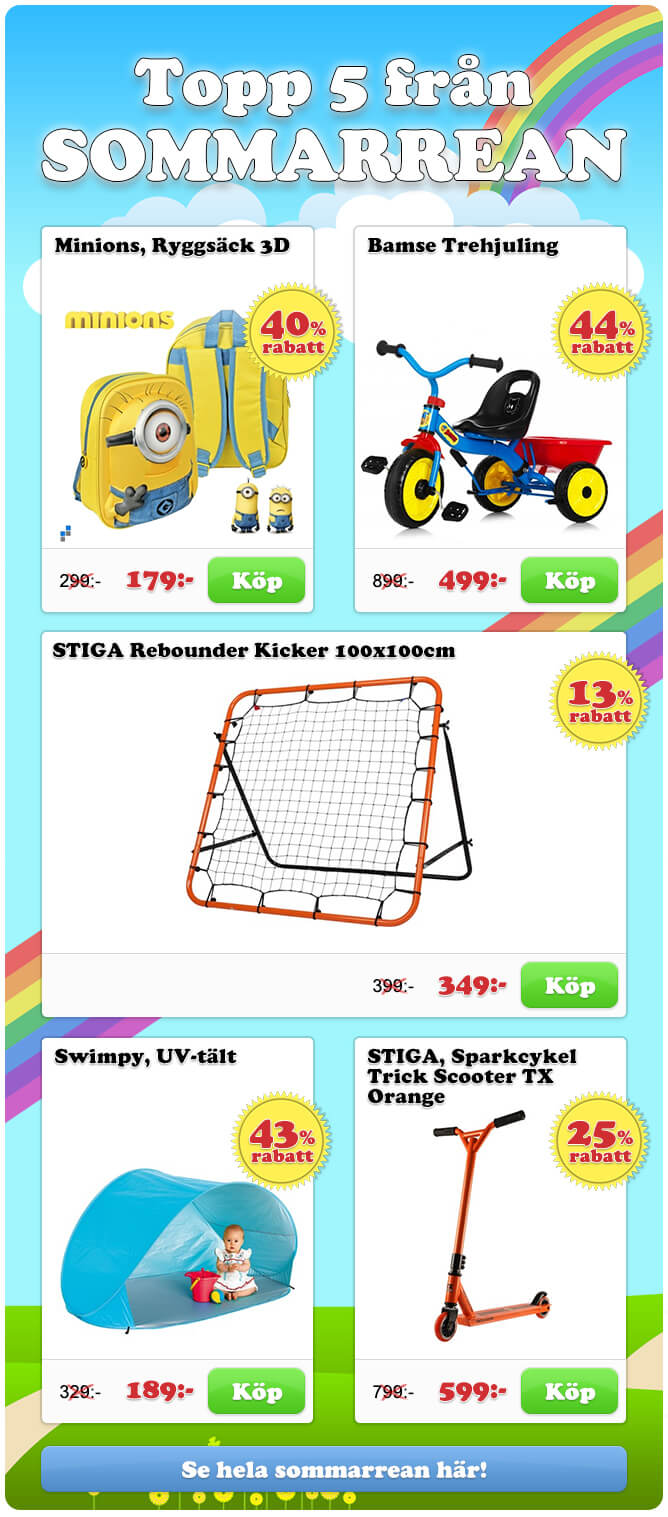 Topp 5 från
SOMMARREAN
Minions, Ryggsäck 3D
MINIONS
40%
rabatt
299:-
179:-
Köp
Bamse Trehjuling
44%
rabatt
899:-
499:-
Köp
STIGA Rebounder Kicker 100x100cm
13%
rabatt
399:-
349:-
Köp
Swimpy, UV-tält
43%
rabatt
329:-
189:-
Köp
STIGA, Sparkcykel
Trick Scooter TX
Orange
25%
rabatt
799:-
599:-
Köp
Se hela sommarrean här!